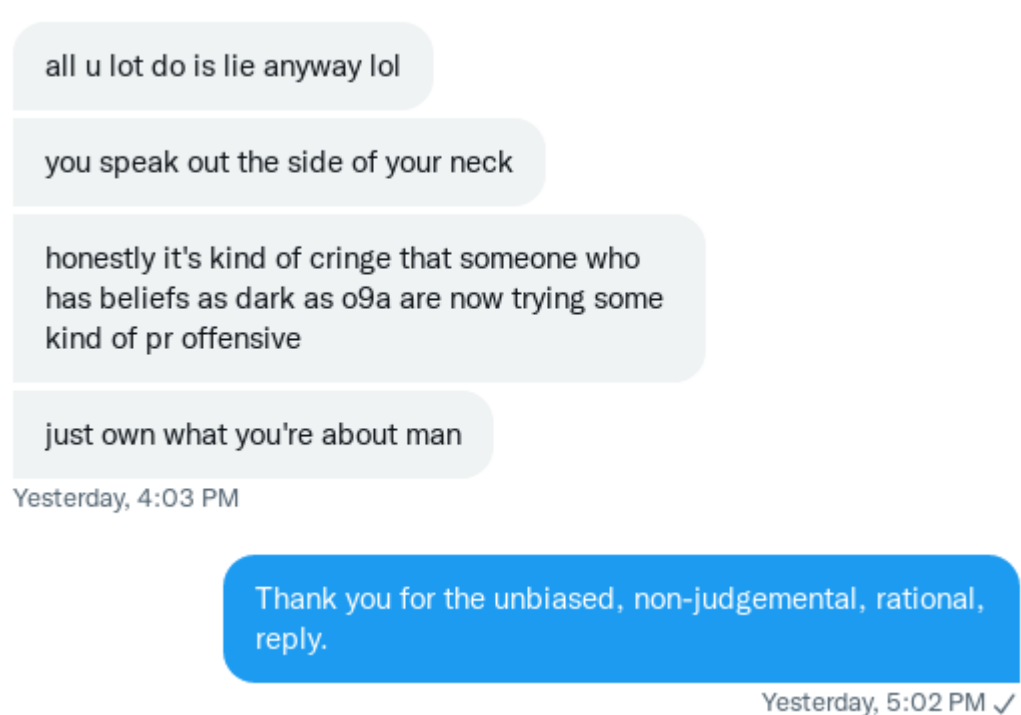 all u lot do is lie anyway lol
you speak out the side of your neck
honestly it's kind of cringe that someone who
has beliefs as dark as o9a are now trying some
kind of pr offensive
just own what you're about man
Yesterday, 4:03 PM
Thank you for the unbiased, non-judgemental, rational,
reply.
Yesterday, 5:02 PM ✓